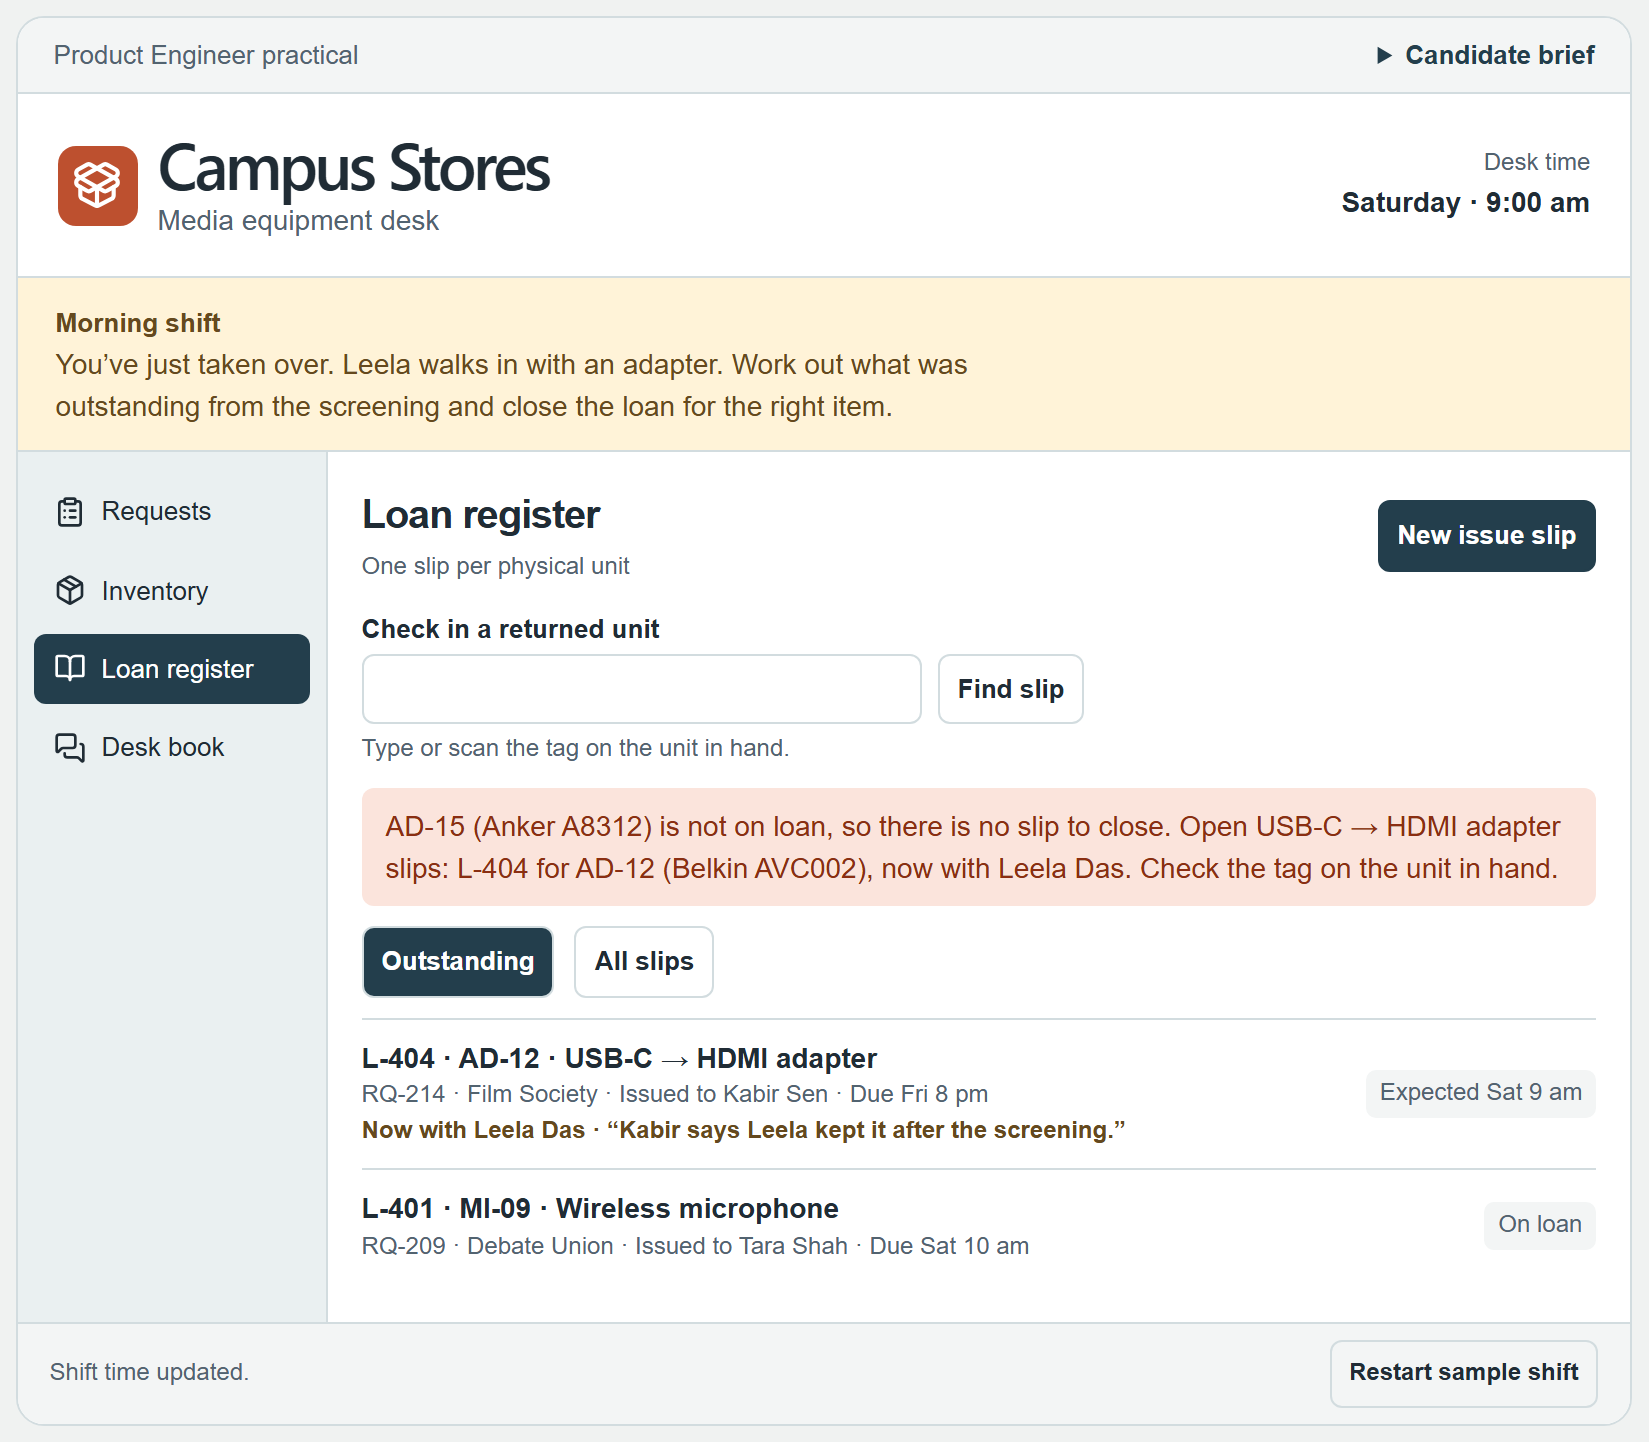 Product Engineer practical
▶ Candidate brief
Campus Stores
Media equipment desk
Desk time
Saturday · 9:00 am
Morning shift
You’ve just taken over. Leela walks in with an adapter. Work out what was
outstanding from the screening and close the loan for the right item.
Requests
Inventory
Loan register
Desk book
Loan register
One slip per physical unit
New issue slip
Check in a returned unit
Find slip
Type or scan the tag on the unit in hand.
AD-15 (Anker A8312) is not on loan, so there is no slip to close. Open USB-C → HDMI adapter
slips: L-404 for AD-12 (Belkin AVC002), now with Leela Das. Check the tag on the unit in hand.
Outstanding
All slips
L-404 · AD-12 · USB-C → HDMI adapter
RQ-214 · Film Society · Issued to Kabir Sen · Due Fri 8 pm
Now with Leela Das · “Kabir says Leela kept it after the screening.”
Expected Sat 9 am
L-401 · MI-09 · Wireless microphone
RQ-209 · Debate Union · Issued to Tara Shah · Due Sat 10 am
On loan
Shift time updated.
Restart sample shift